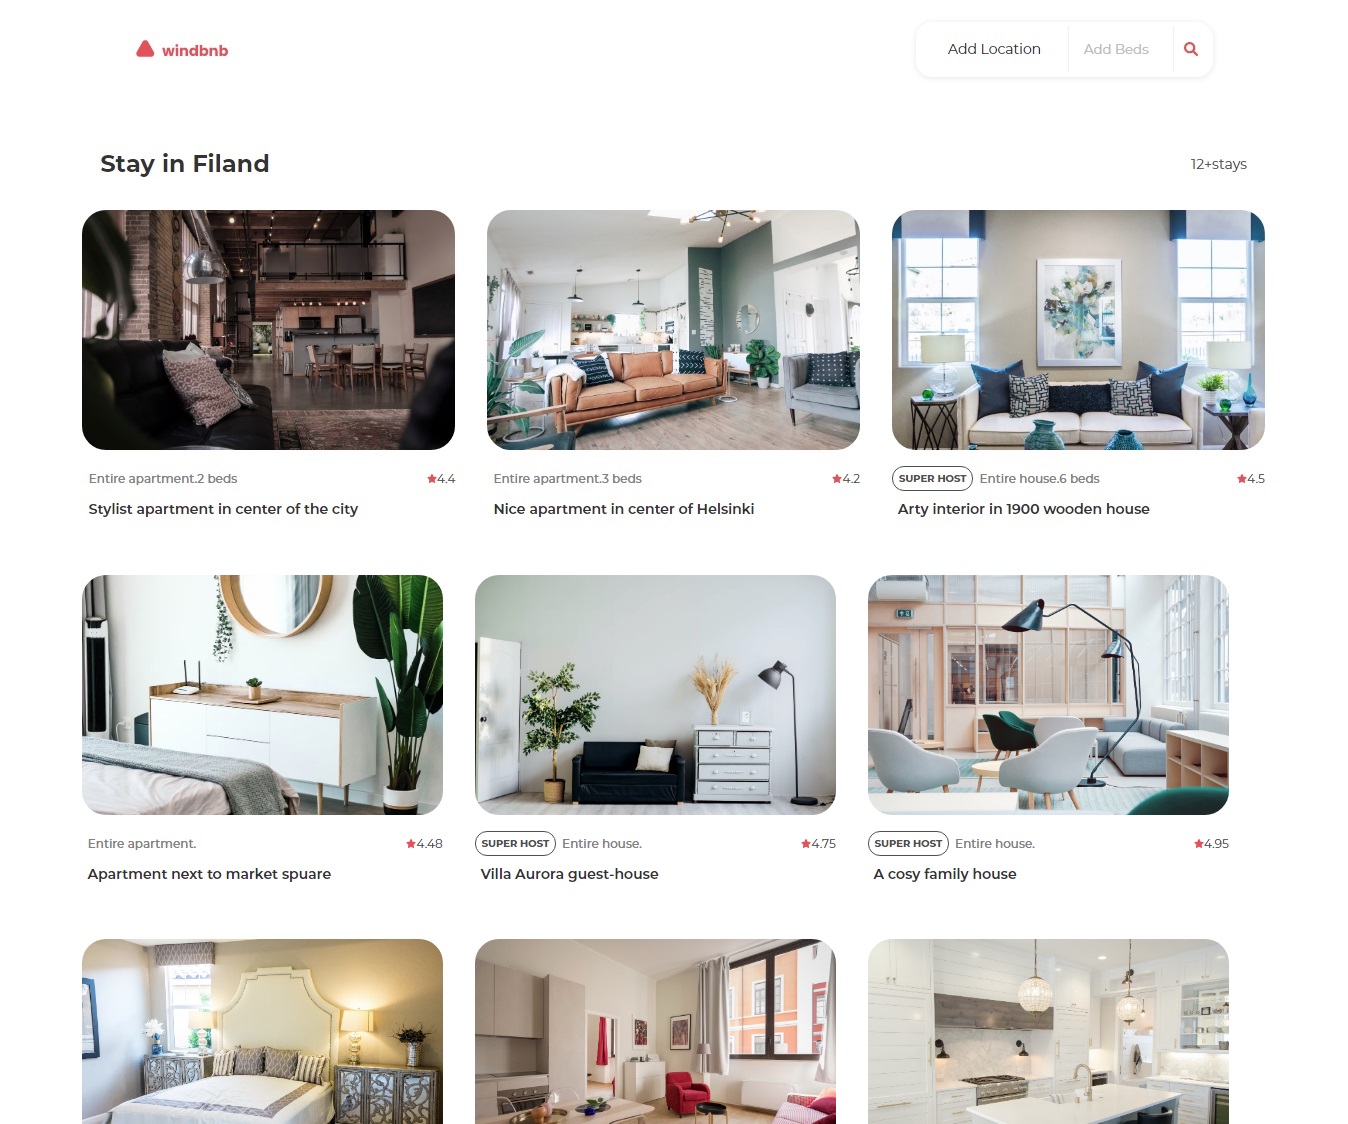 windbnb
Add Location
Add Beds
Stay in Filand
12+stays
Entire apartment.2 beds
4.4
Stylist apartment in center of the city
Entire apartment.3 beds
4.2
Nice apartment in center of Helsinki
SUPER HOST
Entire house.6 beds
4.5
Arty interior in 1900 wooden house
Entire apartment.
4.48
Apartment next to market spuare
SUPER HOST
Entire house.
4.75
Villa Aurora guest-house
SUPER HOST
Entire house.
4.95
A cosy family house